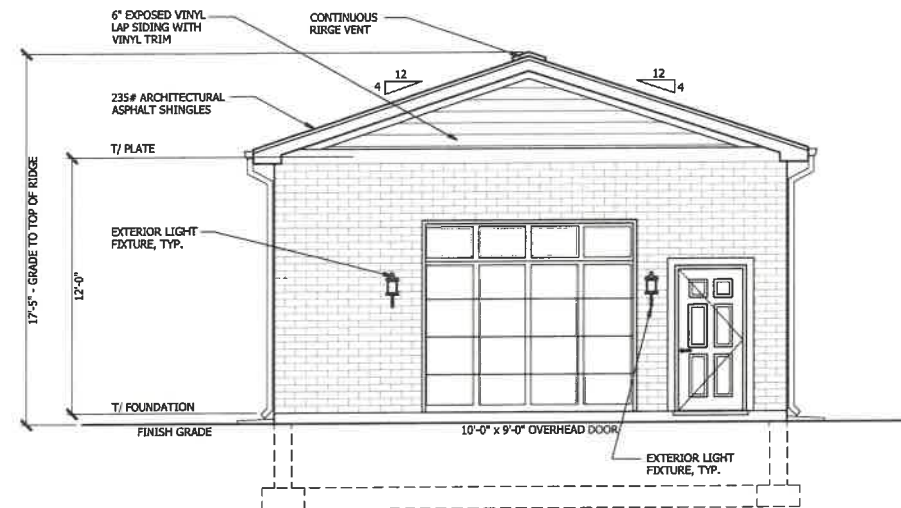 6" EXPOSED VINYL
LAP SIDING WITH
VINYL TRIM
CONTINUOUS
RIRGE VENT
12
4
12
4
235# ARCHITECTURAL
ASPHALT SHINGLES
T/ PLATE
17'-5" - GRADE TO TOP OF RIDGE
12'-0"
EXTERIOR LIGHT
FIXTURE, TYP.
T/ FOUNDATION
FINISH GRADE
10'-0" x 9'-0" OVERHEAD DOOR
EXTERIOR LIGHT
FIXTURE, TYP.